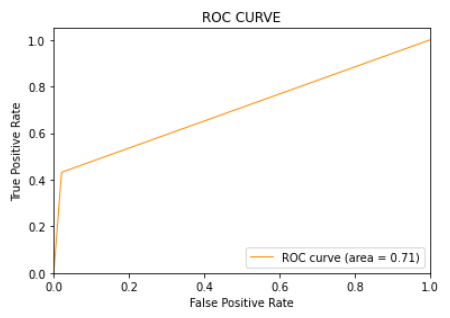 ROC CURVE
1.0
0.8
0.6
0.4
0.2
0.0
True Positive Rate
ROC curve (area = 0.71)
0.0 0.2 0.4 0.6 0.8 1.0
False Positive Rate